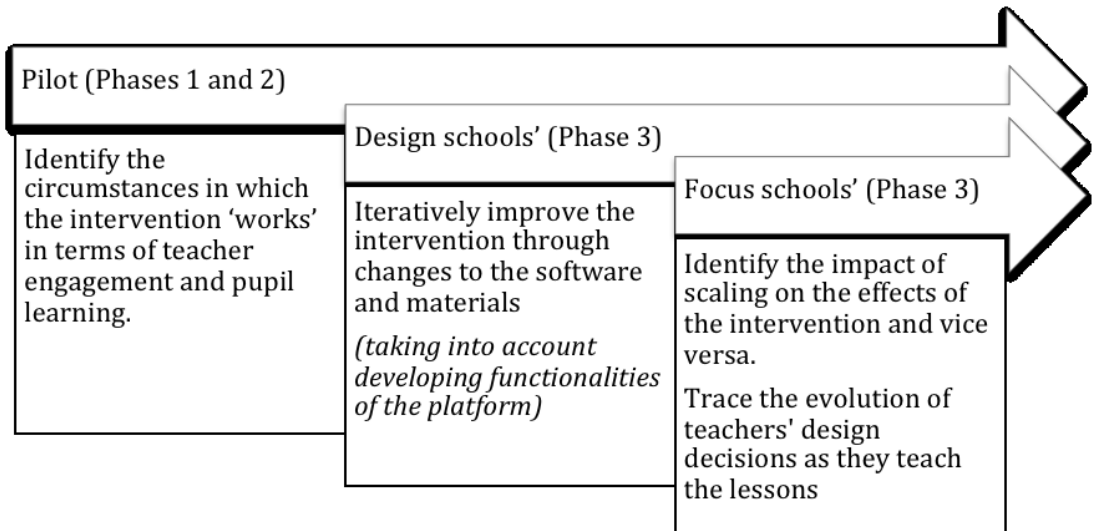 Pilot (Phases 1 and 2)
Identify the
circumstances in which
the intervention ‘works’
in terms of teacher
engagement and pupil
learning.
Design schools’ (Phase 3)
Iteratively improve the
intervention through
changes to the software
and materials
(taking into account
developing functionalities
of the platform)
Focus schools’ (Phase 3)
Identify the impact of
scaling on the effects of
the intervention and vice
versa.
Trace the evolution of
teachers' design
decisions as they teach
the lessons